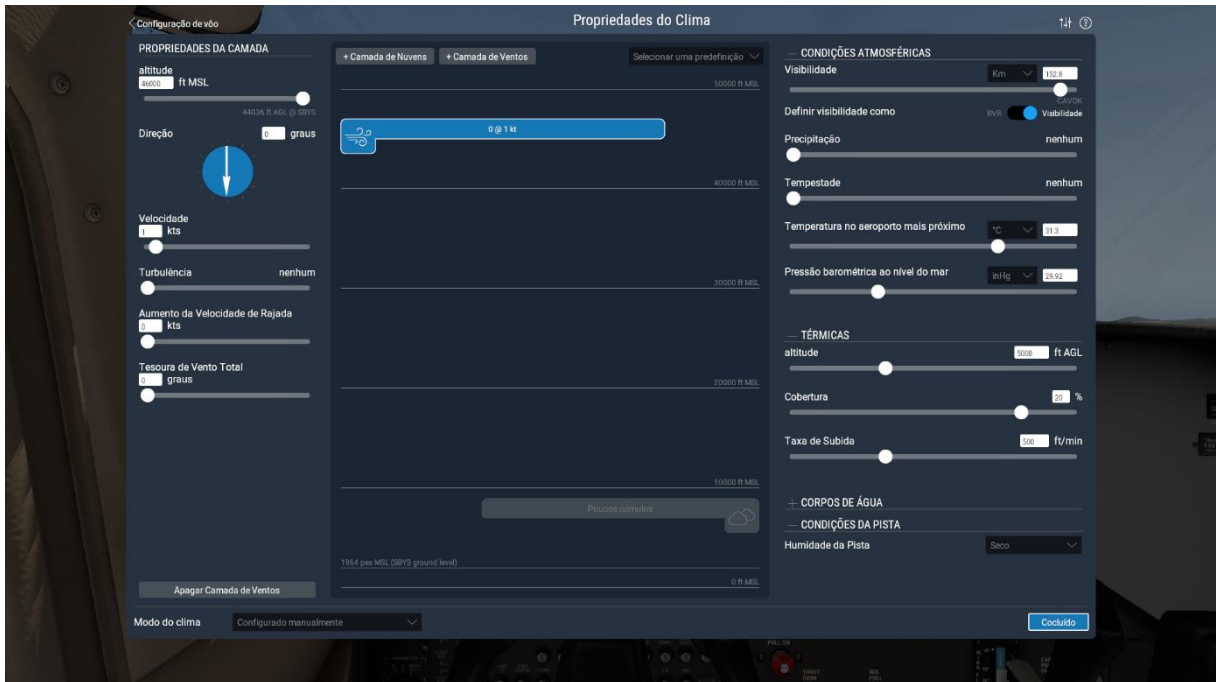 Configuração de vôo
Propriedades do Clima
PROPRIEDADES DA CAMADA
altitude
46000 ft MSL
44036 ft AGL @ SBYS
Direção 0 graus
Velocidade
1 kts
Turbulência nenhum
Aumento da Velocidade de Rajada
0 kts
Tesoura de Vento Total
0 graus
Apagar Camada de Ventos
+ Camada de Nuvens + Camada de Ventos Selecionar uma predefinição
50000 ft MSL
0 @ 1 kt
40000 ft MSL
30000 ft MSL
20000 ft MSL
10000 ft MSL
Poucos cúmulos
1964 pes MSL (SBYS ground level)
0 ft MSL
CONDIÇÕES ATMOSFÉRICAS
Visibilidade Km 152.8
CAVOK
Definir visibilidade como RVR Visibilidade
Precipitação nenhum
Tempestade nenhum
Temperatura no aeroporto mais próximo °C 31.3
Pressão barométrica ao nível do mar inHg 29.92
TÉRMICAS
altitude 5000 ft AGL
Cobertura 20 %
Taxa de Subida 500 ft/min
CORPOS DE ÁGUA
CONDIÇÕES DA PISTA
Humidade da Pista Seco
Modo do clima Configurado manualmente
Cocluído